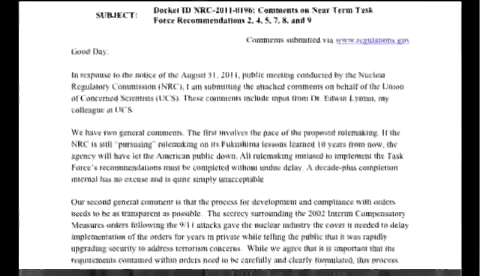 SUBJECT: Docket ID NRC-2011-0196: Comments on Near Term Task
Force Recommendations 2, 4, 5, 7, 8, and 9
Comments submitted via www.regulations.gov
Good Day:
In response to the notice of the August 31, 2011, public meeting conducted by the Nuclear
Regulatory Commission (NRC), I am submitting the attached comments on behalf of the Union
of Concerned Scientists (UCS). These comments include input from Dr. Edwin Lyman, my
colleague at UCS.
We have two general comments. The first involves the pace of the proposed rulemaking. If the
NRC is still "pursuing" rulemaking on its Fukushima lessons learned 10 years from now, the
agency will have let the American public down. All rulemaking initiated to implement the Task
Force's recommendations must be completed without undue delay. A decade-plus completion
interval has no excuse and is quite simply unacceptable
Our second general comment is that the process for development and compliance with orders
needs to be as transparent as possible. The secrecy surrounding the 2002 Interim Compensatory
Measures orders following the 9/11 attacks gave the nuclear industry the cover it needed to delay
implementation of the orders for years in private while telling the public that it was rapidly
upgrading security to address terrorism concerns. While we agree that it is important that the
requirements contained within orders need to be carefully and clearly formulated, this process